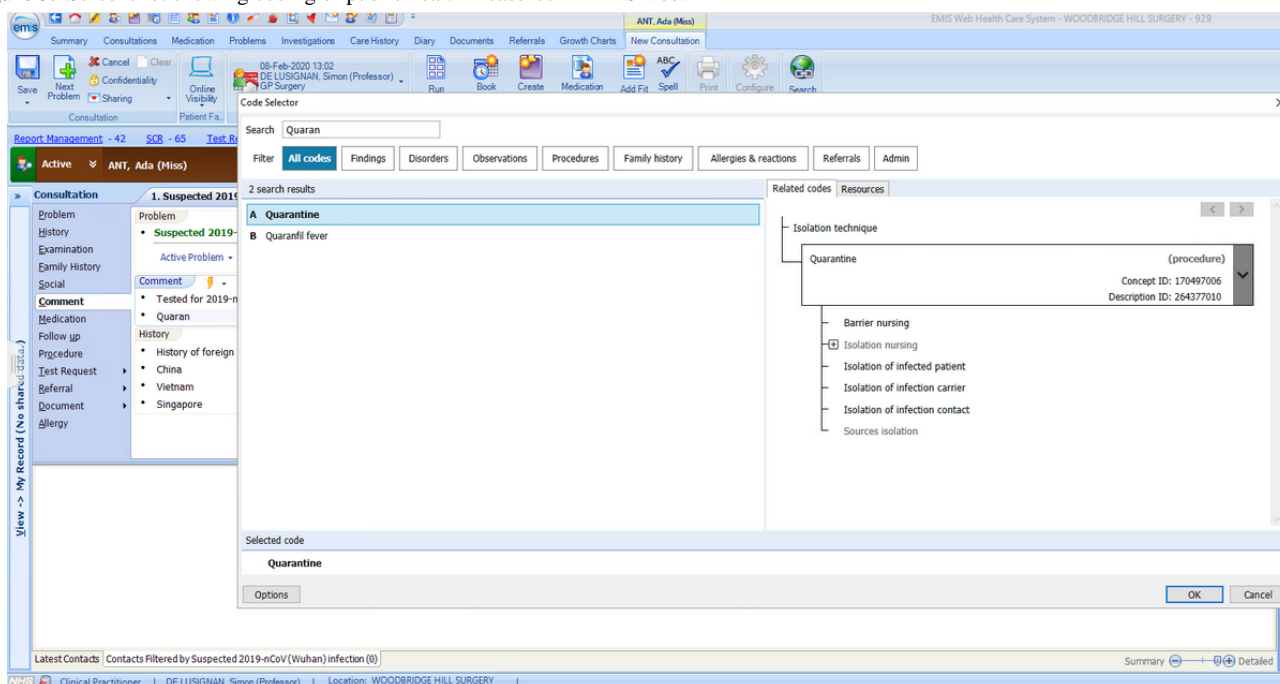 emis
ANT, Ada (Miss)
EMIS Web Health Care System - WOODBRIDGE HILL SURGERY - 929
Summary Consultations Medication Problems Investigations Care History Diary Documents Referrals Growth Charts New Consultation
Save
Next Problem
Cancel Clear
Confidentiality
Sharing
Online Visibility
08-Feb-2020 13:02
DE LUSIGNAN, Simon (Professor)
GP Surgery
Run Book Create Medication Add Fit Spell Print Configure Search
ABC
Consultation Patient Fa..
Code Selector
Report Management - 42 SCR - 65 Test Re
Search Quaran
Filter All codes Findings Disorders Observations Procedures Family history Allergies & reactions Referrals Admin
Active ANT, Ada (Miss)
2 search results
Related codes Resources
Consultation
1. Suspected 2019
A Quarantine
B Quaranfil fever
Isolation technique
Quarantine (procedure)
Concept ID: 170497006
Description ID: 264377010
Barrier nursing
Isolation nursing
Isolation of infected patient
Isolation of infection carrier
Isolation of infection contact
Sources isolation
Problem
History
Examination
Family History
Social
Comment
Medication
Follow up
Procedure
Test Request
Referral
Document
Allergy
Problem
Suspected 2019-
Active Problem
Comment
Tested for 2019-n
Quaran
History
History of foreign
China
Vietnam
Singapore
View -> My Record (No shared data.)
Selected code
Quarantine
Options OK Cancel
Latest Contacts Contacts Filtered by Suspected 2019-nCoV (Wuhan) infection (0)
Summary Detailed
NHS Clinical Practitioner | DE LUSIGNAN, Simon (Professor) | Location: WOODBRIDGE HILL SURGERY |